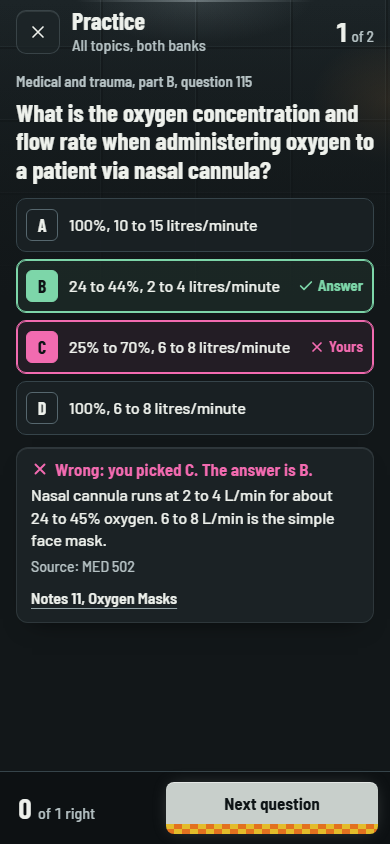 Practice
All topics, both banks
1 of 2
Medical and trauma, part B, question 115
What is the oxygen concentration and
flow rate when administering oxygen to
a patient via nasal cannula?
A 100%, 10 to 15 litres/minute
B 24 to 44%, 2 to 4 litres/minute Answer
C 25% to 70%, 6 to 8 litres/minute Yours
D 100%, 6 to 8 litres/minute
Wrong: you picked C. The answer is B.
Nasal cannula runs at 2 to 4 L/min for about
24 to 45% oxygen. 6 to 8 L/min is the simple
face mask.
Source: MED 502
Notes 11, Oxygen Masks
0 of 1 right
Next question